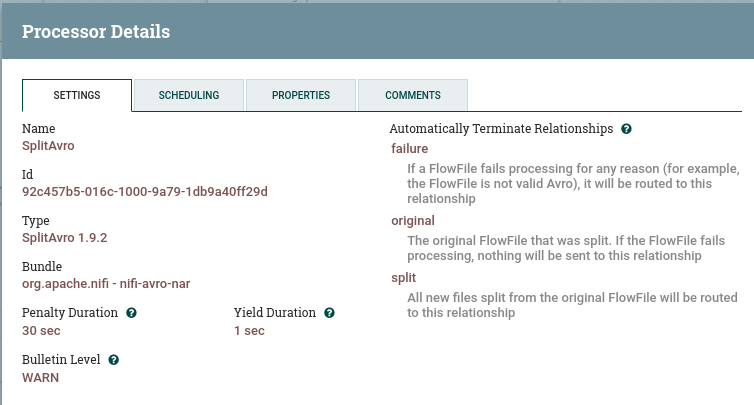 Processor Details
SETTINGS
SCHEDULING
PROPERTIES
COMMENTS
Name
SplitAvro
Id
92c457b5-016c-1000-9a79-1db9a40ff29d
Type
SplitAvro 1.9.2
Bundle
org.apache.nifi - nifi-avro-nar
Penalty Duration
30 sec
Yield Duration
1 sec
Bulletin Level
WARN
Automatically Terminate Relationships
failure
If a FlowFile fails processing for any reason (for example,
the FlowFile is not valid Avro), it will be routed to this
relationship
original
The original FlowFile that was split. If the FlowFile fails
processing, nothing will be sent to this relationship
split
All new files split from the original FlowFile will be routed
to this relationship